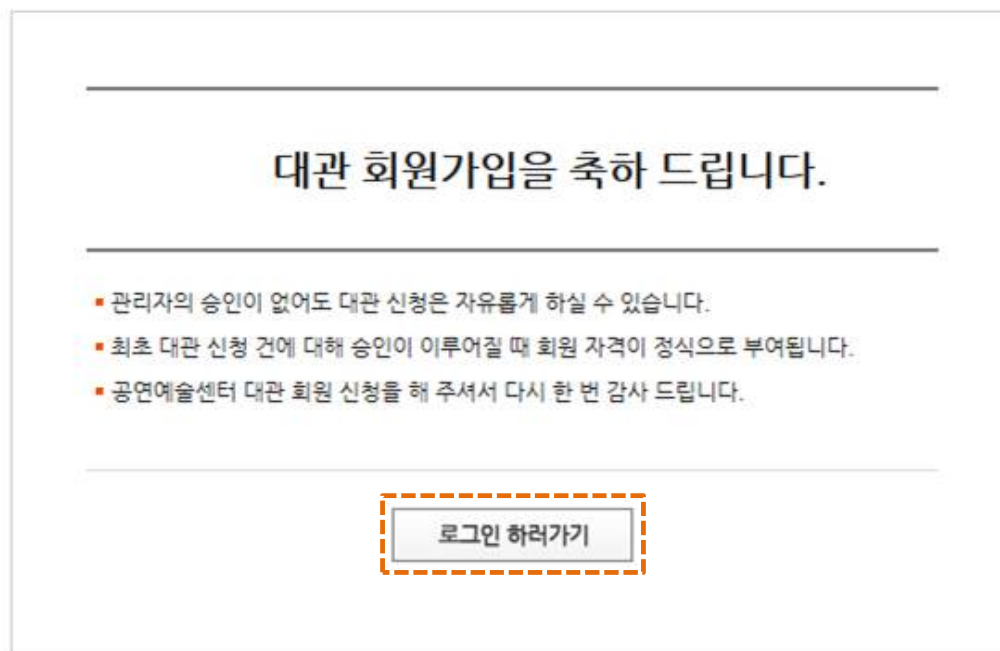 대관 회원가입을 축하 드립니다.
관리자의 승인이 없어도 대관 신청은 자유롭게 하실 수 있습니다.
최초 대관 신청 건에 대해 승인이 이루어질 때 회원 자격이 정식으로 부여됩니다.
공연예술센터 대관 회원 신청을 해 주셔서 다시 한 번 감사 드립니다.
로그인 하러가기